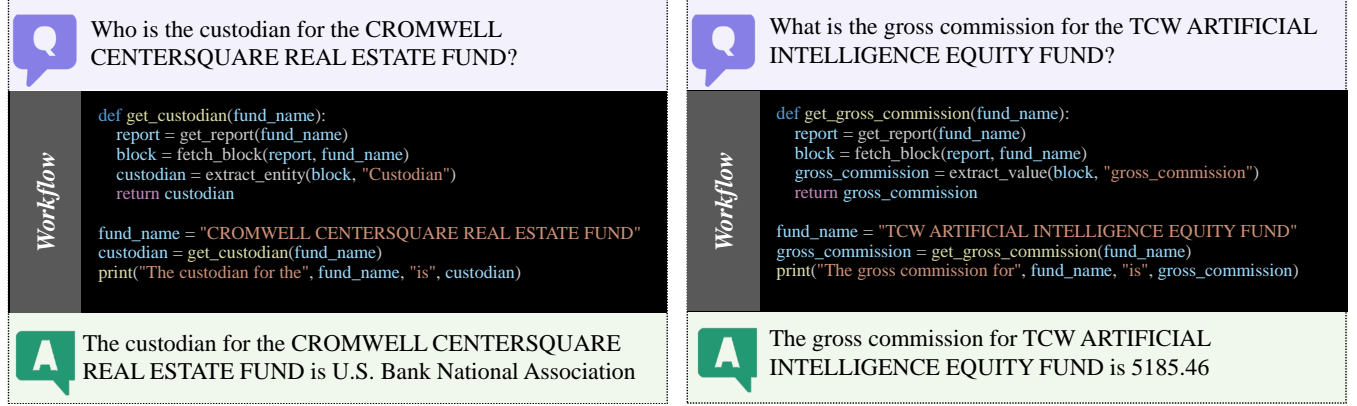 Q
Who is the custodian for the CROMWELL
CENTERSQUARE REAL ESTATE FUND?
Workflow
def get_custodian(fund_name):
report = get_report(fund_name)
block = fetch_block(report, fund_name)
custodian = extract_entity(block, "Custodian")
return custodian
fund_name = "CROMWELL CENTERSQUARE REAL ESTATE FUND"
custodian = get_custodian(fund_name)
print("The custodian for the", fund_name, "is", custodian)
A
The custodian for the CROMWELL CENTERSQUARE
REAL ESTATE FUND is U.S. Bank National Association
Q
What is the gross commission for the TCW ARTIFICIAL
INTELLIGENCE EQUITY FUND?
Workflow
def get_gross_commission(fund_name):
report = get_report(fund_name)
block = fetch_block(report, fund_name)
gross_commission = extract_value(block, "gross_commission")
return gross_commission
fund_name = "TCW ARTIFICIAL INTELLIGENCE EQUITY FUND"
gross_commission = get_gross_commission(fund_name)
print("The gross commission for", fund_name, "is", gross_commission)
A
The gross commission for TCW ARTIFICIAL
INTELLIGENCE EQUITY FUND is 5185.46